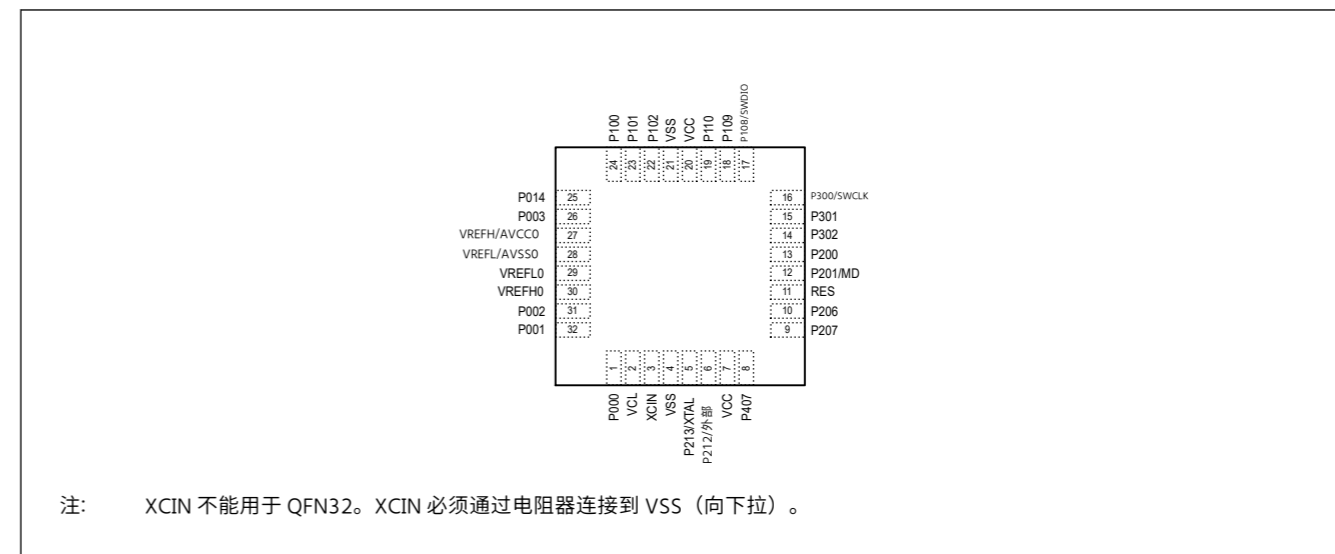 P100
P101
P102
VSS
VCC
P110
P109
P108/SWDIO
24
23
22
21
20
19
18
17
P014 25
P003 26
VREFH/AVCC0 27
VREFL/AVSS0 28
VREFL0 29
VREFH0 30
P002 31
P001 32
16 P300/SWCLK
15 P301
14 P302
13 P200
12 P201/MD
11 RES
10 P206
9 P207
1
2
3
4
5
6
7
8
P000
VCL
XCIN
VSS
P213/XTAL
P212/外部
VCC
P407
注: XCIN 不能用于 QFN32。XCIN 必须通过电阻器连接到 VSS（向下拉）。